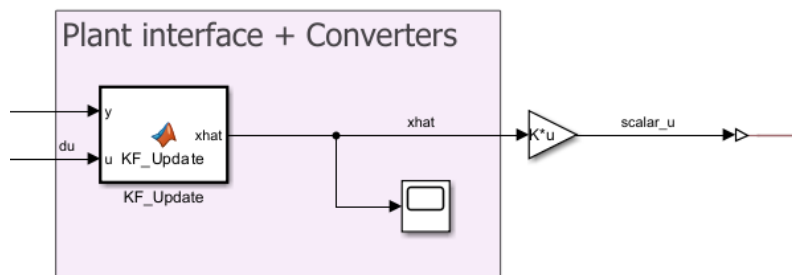 Plant interface + Converters
y
xhat
xhat
scalar_u
du
u
KF_Update
K*u
KF_Update